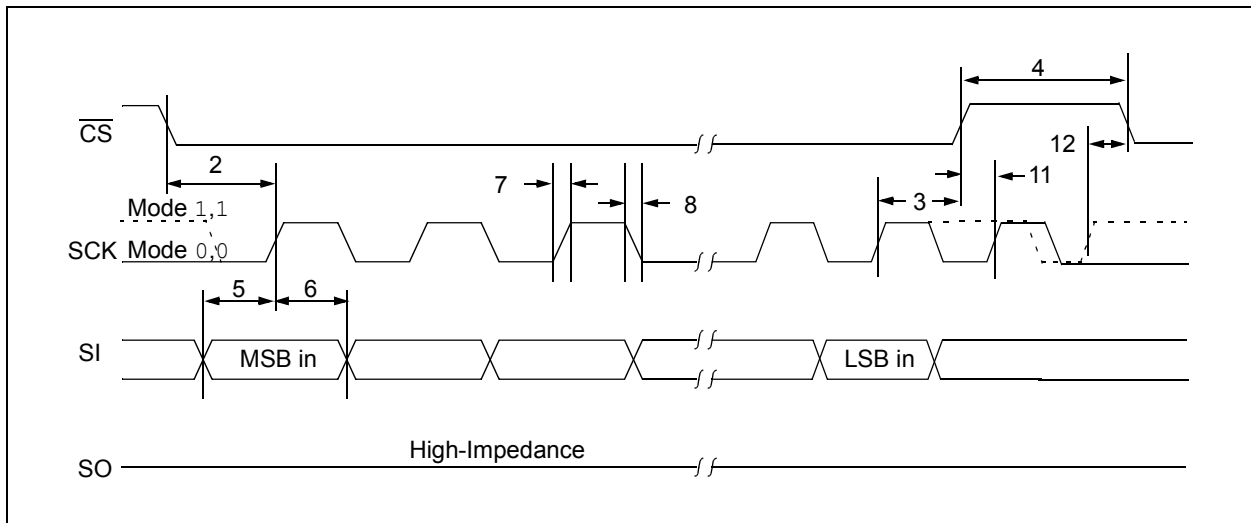 4
CS
12
2
7
11
Mode 1,1
8
3
SCK Mode 0,0
5
6
SI
MSB in
LSB in
High-Impedance
SO